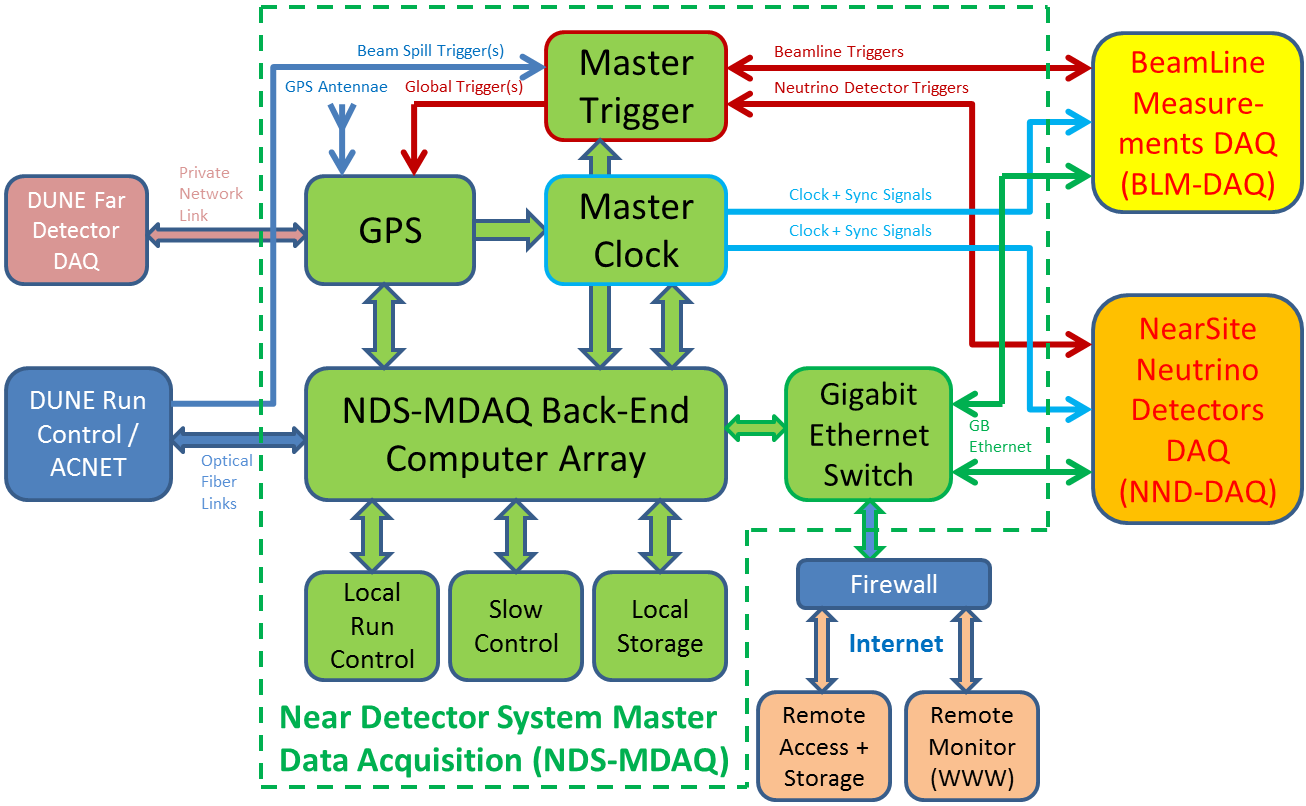 Beam Spill Trigger(s)
GPS Antennae
Global Trigger(s)
Master
Trigger
Beamline Triggers
Neutrino Detector Triggers
BeamLine
Measure-
ments DAQ
(BLM-DAQ)
DUNE Far
Detector
DAQ
Private
Network
Link
GPS
Master
Clock
Clock + Sync Signals
Clock + Sync Signals
NearSite
Neutrino
Detectors
DAQ
(NND-DAQ)
DUNE Run
Control /
ACNET
Optical
Fiber
Links
NDS-MDAQ Back-End
Computer Array
Gigabit
Ethernet
Switch
GB
Ethernet
Local
Run
Control
Slow
Control
Local
Storage
Firewall
Internet
Near Detector System Master
Data Acquisition (NDS-MDAQ)
Remote
Access +
Storage
Remote
Monitor
(WWW)